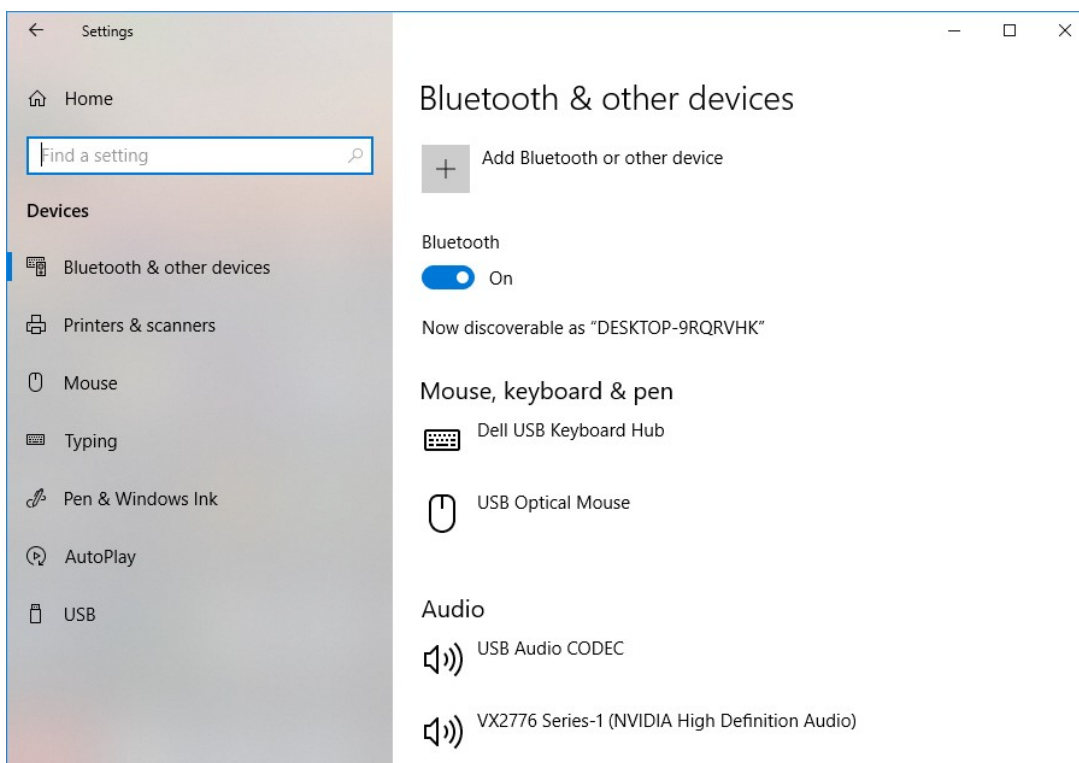 Settings
Home
Find a setting
Devices
Bluetooth & other devices
Printers & scanners
Mouse
Typing
Pen & Windows Ink
AutoPlay
USB
Bluetooth & other devices
Add Bluetooth or other device
Bluetooth
On
Now discoverable as “DESKTOP-9RQRVHK”
Mouse, keyboard & pen
Dell USB Keyboard Hub
USB Optical Mouse
Audio
USB Audio CODEC
VX2776 Series-1 (NVIDIA High Definition Audio)